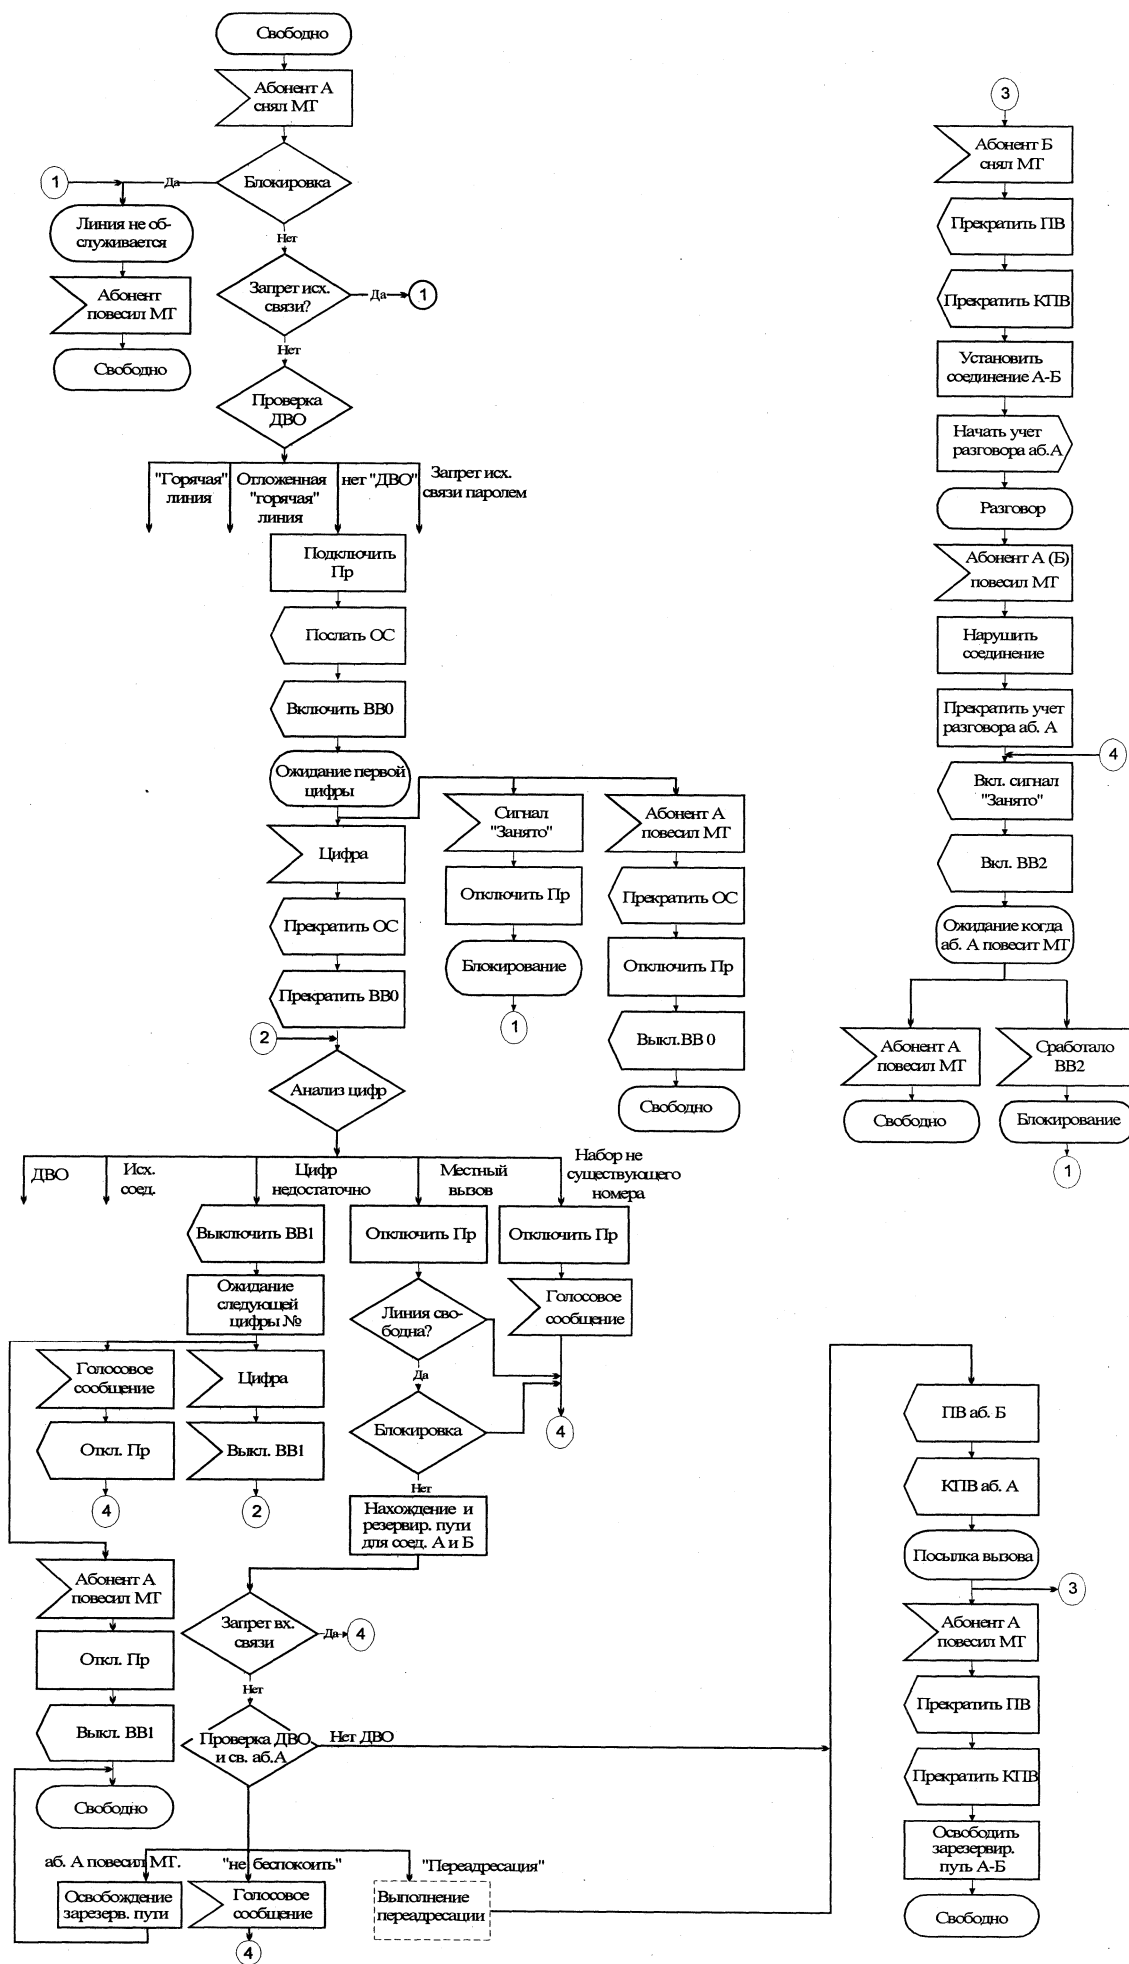 Свободно
Абонент А
снял МТ
1
Да
Блокировка
Линия не об-
служивается
Нет
Абонент
повесил МТ
Запрет исх.
связи?
Да
1
Свободно
Нет
Проверка
ДВО
"Горячая"
линия
Отложенная
"горячая"
линия
нет "ДВО"
Запрет исх.
связи паролем
Подключить
Пр
Послать ОС
Включить ВВ0
Ожидание первой
цифры
Цифра
Прекратить ОС
Прекратить ВВ0
2
Анализ цифр
Сигнал
"Занято"
Отключить Пр
Блокирование
1
Абонент А
повесил МТ
Прекратить ОС
Отключить Пр
Выкл.ВВ 0
Свободно
ДВО
Исх.
соед.
Цифр
недостаточно
Местный
вызов
Набор не
существующего
номера
Выключить ВВ1
Ожидание
следующей
цифры №
Голосовое
сообщение
Откл. Пр
4
Цифра
Выкл. ВВ1
2
Отключить Пр
Линия сво-
бодна?
Да
Блокировка
Нет
Нахождение и
резервир. пути
для соед. А и Б
Отключить Пр
Голосовое
сообщение
4
Абонент А
повесил МТ
Откл. Пр
Выкл. ВВ1
Свободно
Запрет вх.
связи
Да
4
Нет
Проверка ДВО
и св. аб.А
Нет ДВО
аб. А повесил МТ.
"не беспокоить"
"Переадресация"
Освобождение
зарезерв. пути
Голосовое
сообщение
4
Выполнение
переадресации
3
Абонент Б
снял МТ
Прекратить ПВ
Прекратить КПВ
Установить
соединение А-Б
Начать учет
разговора аб.А
Разговор
Абонент А (Б)
повесил МТ
Нарушить
соединение
Прекратить учет
разговора аб. А
4
Вкл. сигнал
"Занято"
Вкл. ВВ2
Ожидание когда
аб. А повесит МТ
Абонент А
повесил МТ
Свободно
Сработало
ВВ2
Блокирование
1
ПВ аб. Б
КПВ аб. А
Посылка вызова
3
Абонент А
повесил МТ
Прекратить ПВ
Прекратить КПВ
Освободить
зарезервир.
путь А-Б
Свободно